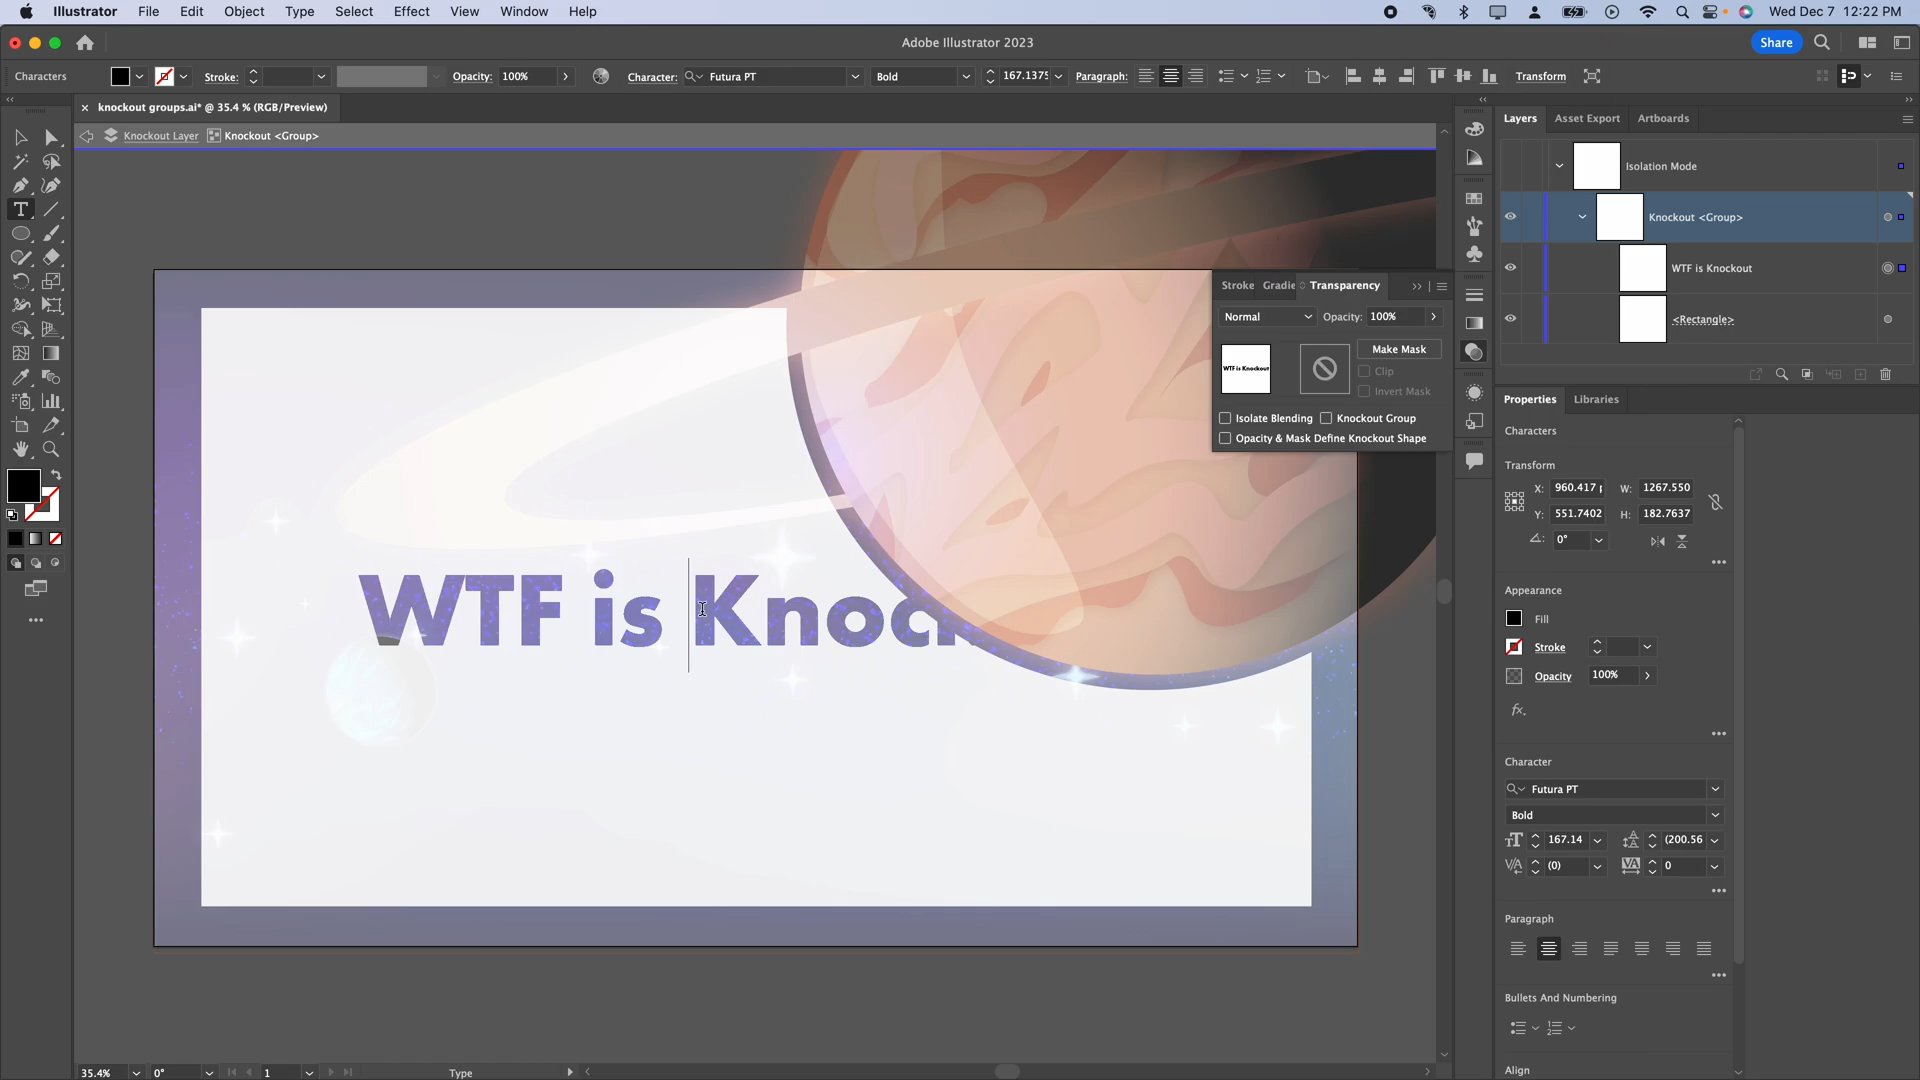 Illustrator File Edit Object Type Select Effect View Window Help
Wed Dec 7 12:22 PM
Adobe Illustrator 2023
Share
Characters
Stroke:
Opacity: 100%
Character: Futura PT
Bold
167.1375
Paragraph:
Transform
× knockout groups.ai* @ 35.4 % (RGB/Preview)
Knockout Layer Knockout <Group>
Layers Asset Export Artboards
Isolation Mode
Knockout <Group>
WTF is Knockout
<Rectangle>
Stroke Gradie Transparency
Normal Opacity: 100%
WTF is Knockout
Make Mask
Clip
Invert Mask
Isolate Blending Knockout Group
Opacity & Mask Define Knockout Shape
WTF is Knock
Properties Libraries
Characters
Transform
X: 960.417 W: 1267.550
Y: 551.7402 H: 182.7637
0°
Appearance
Fill
Stroke
Opacity 100%
fx.
Character
Futura PT
Bold
167.14 (200.56
(0) 0
Paragraph
Bullets And Numbering
Align
35.4% 0° 1 Type